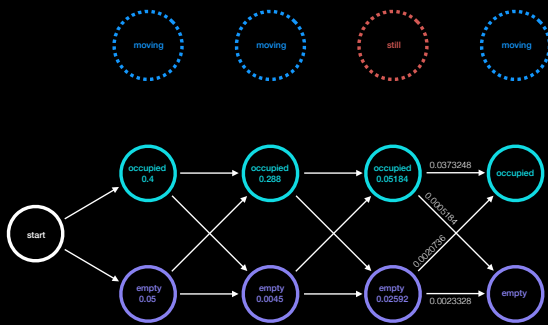 moving
moving
still
moving
occupied
0.4
occupied
0.288
occupied
0.05184
0.0373248
occupied
0.0005184
start
0.0020736
empty
0.05
empty
0.0045
empty
0.02592
0.0023328
empty